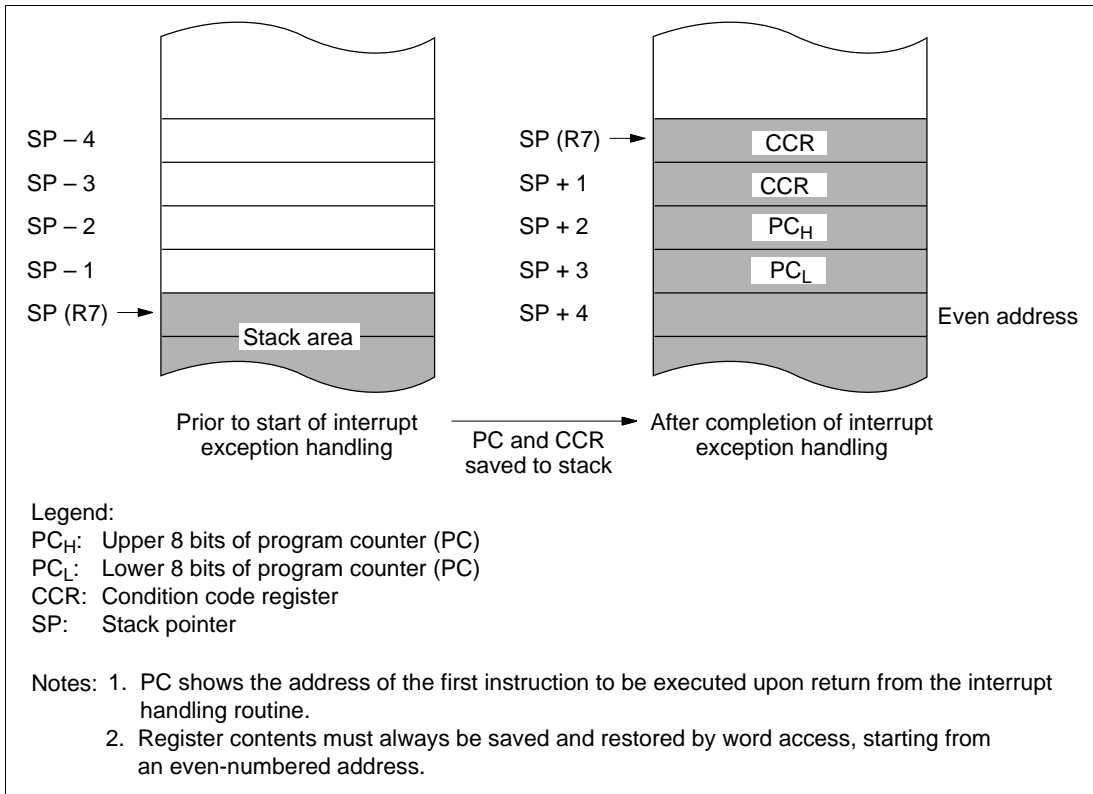 SP – 4
SP – 3
SP – 2
SP – 1
SP (R7)
Stack area
SP (R7)
SP + 1
SP + 2
SP + 3
SP + 4
CCR
CCR
PCH
PCL
Even address
Prior to start of interrupt
exception handling
PC and CCR
saved to stack
After completion of interrupt
exception handling
Legend:
PCH: Upper 8 bits of program counter (PC)
PCL: Lower 8 bits of program counter (PC)
CCR: Condition code register
SP: Stack pointer
Notes: 1. PC shows the address of the first instruction to be executed upon return from the interrupt
handling routine.
2. Register contents must always be saved and restored by word access, starting from
an even-numbered address.